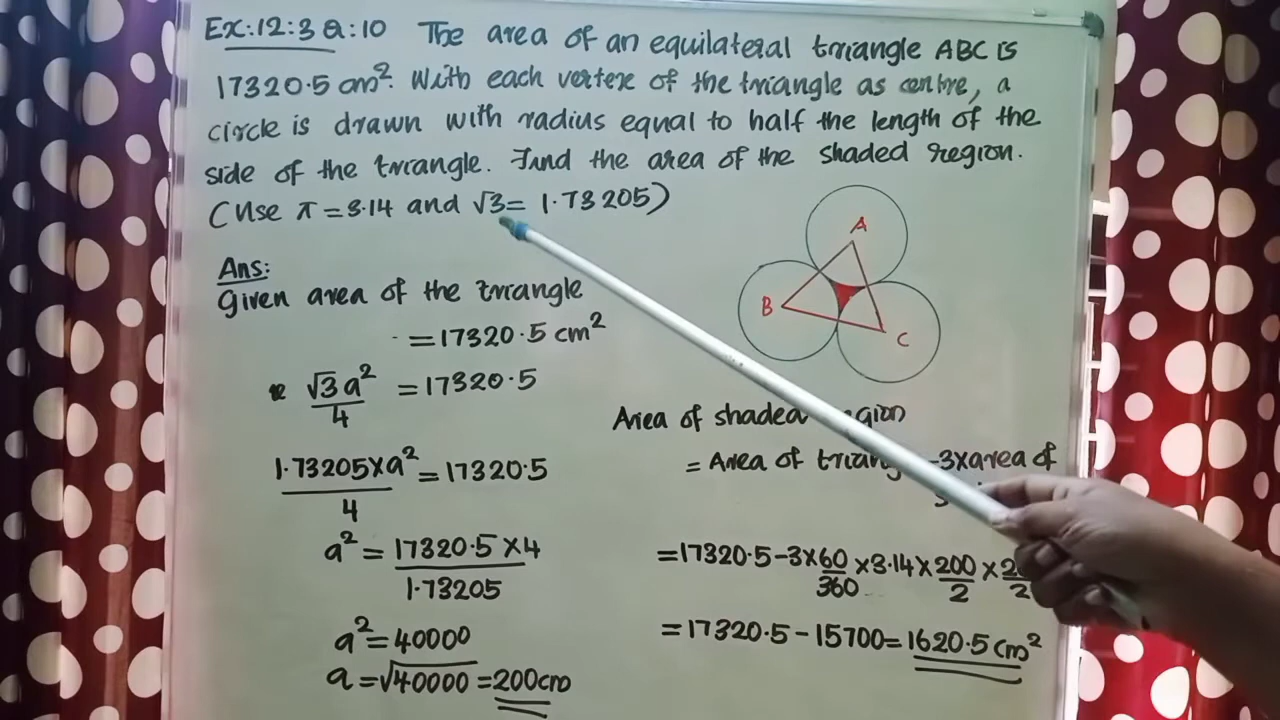 Ex:12:3 Q:10 The area of an equilateral triangle ABC is
17320.5 cm². With each vertex of the triangle as centre, a
circle is drawn with radius equal to half the length of the
side of the triangle. Find the area of the shaded region.
(Use π = 3.14 and √3 = 1.73205)
A
B
C
Ans:
Given area of the triangle
= 17320.5 cm²
√3 a²/4 = 17320.5
1.73205 × a²/4 = 17320.5
a² = 17320.5 × 4/1.73205
a² = 40000
a = √40000 = 200cm
Area of shaded
= Area of - 3 × area of
= 17320.5 - 3 × 60/360 × 3.14 × 200/2 ×
= 17320.5 - 15700 = 1620.5 cm²